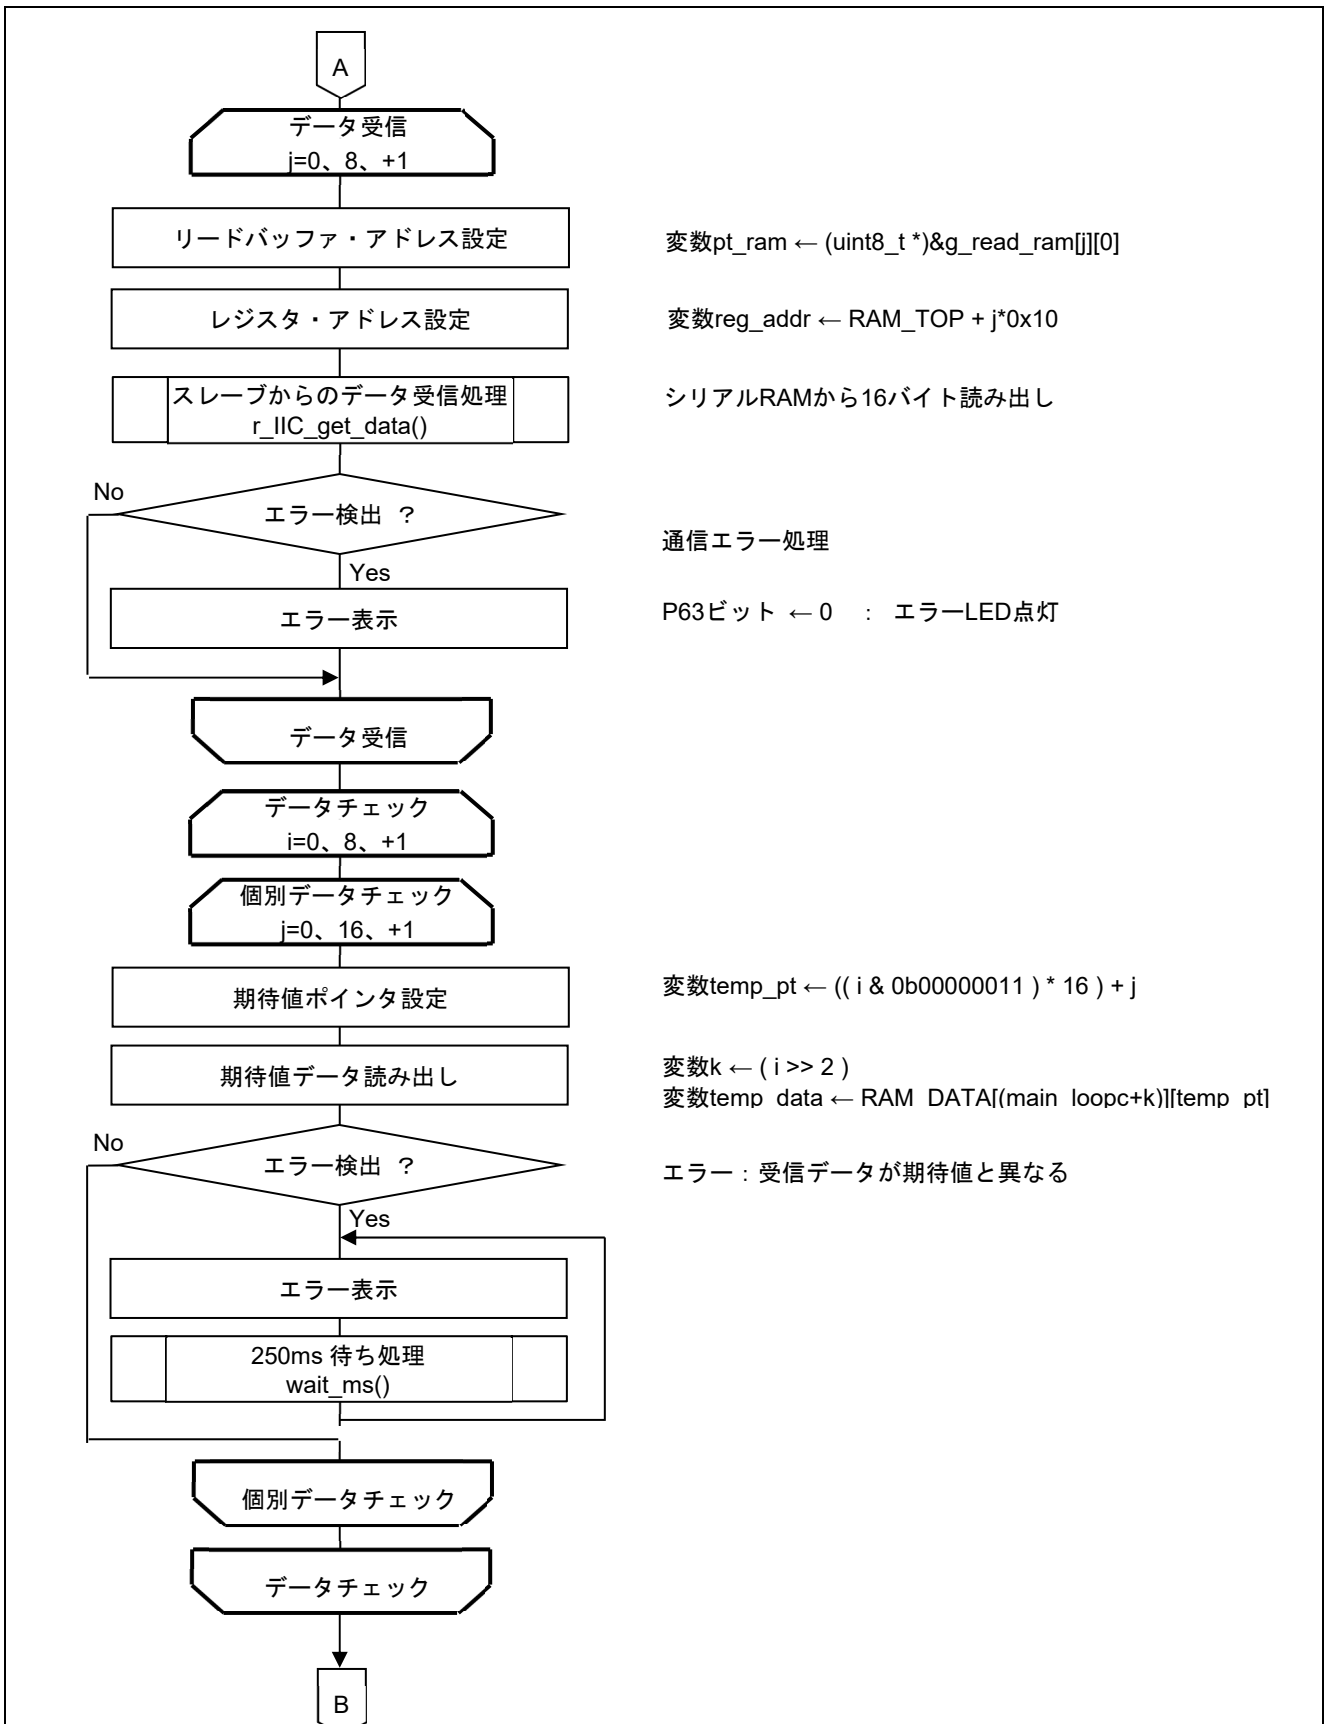 A
データ受信
j=0、8、+1
リードバッファ・アドレス設定
変数pt_ram ← (uint8_t *)&g_read_ram[j][0]
レジスタ・アドレス設定
変数reg_addr ← RAM_TOP + j*0x10
スレーブからのデータ受信処理
r_IIC_get_data()
シリアルRAMから16バイト読み出し
No
エラー検出 ？
通信エラー処理
Yes
エラー表示
P63ビット ← 0 ： エラーLED点灯
データ受信
データチェック
i=0、8、+1
個別データチェック
j=0、16、+1
期待値ポインタ設定
変数temp_pt ← (( i & 0b00000011 ) * 16 ) + j
期待値データ読み出し
変数k ← ( i >> 2 )
変数temp_data ← RAM_DATA[(main_loopc+k)][temp_pt]
No
エラー検出 ？
エラー：受信データが期待値と異なる
Yes
エラー表示
250ms 待ち処理
wait_ms()
個別データチェック
データチェック
B